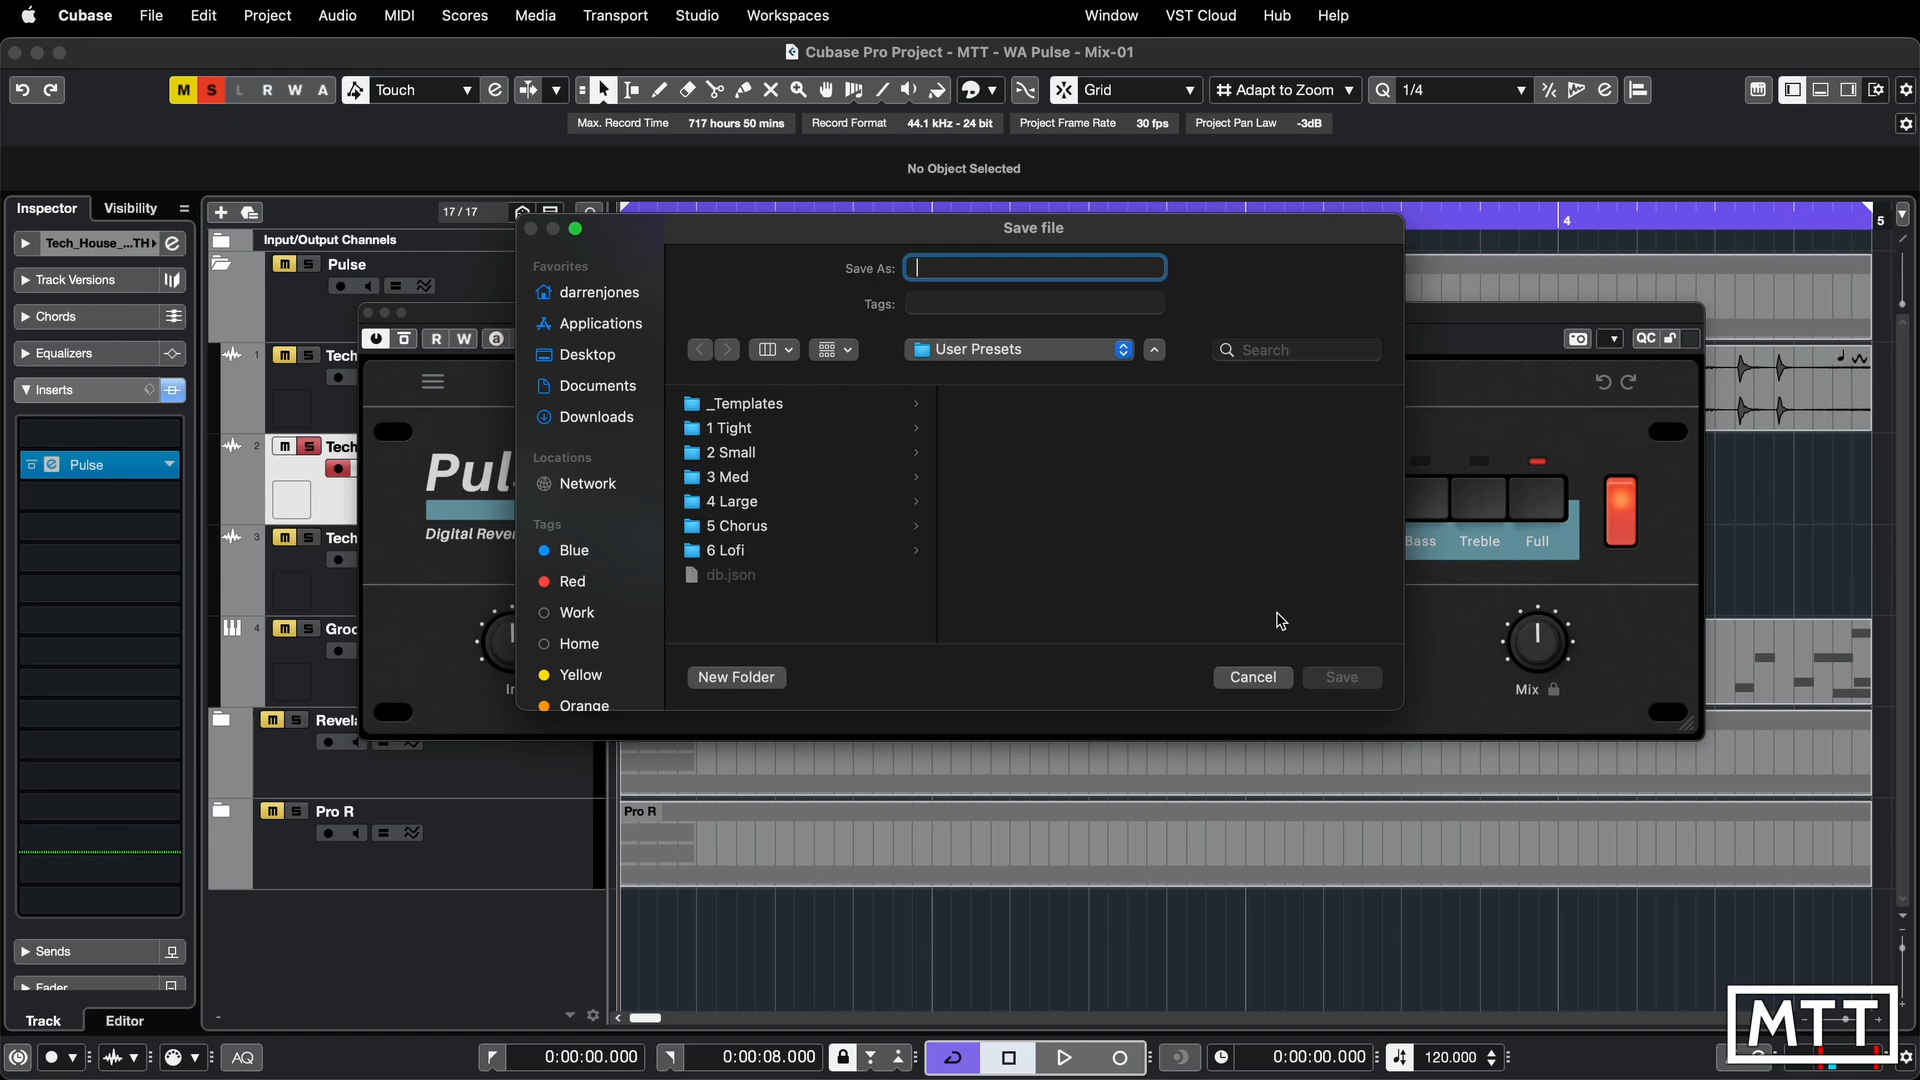 Cubase File Edit Project Audio MIDI Scores Media Transport Studio Workspaces Window VST Cloud Hub Help
Cubase Pro Project - MTT - WA Pulse - Mix-01
M S L R W A Touch Grid Adapt to Zoom Q 1/4
Max. Record Time 717 hours 50 mins Record Format 44.1 kHz - 24 bit Project Frame Rate 30 fps Project Pan Law -3dB
No Object Selected
Inspector Visibility
17 / 17
4
5
Input/Output Channels
Tech_House_...TH
Track Versions
Chords
Equalizers
Inserts
Pulse
Sends
Fader
Track Editor
m S Pulse
1 m S Tech
2 m S Tech
3 m S Tech
4 m S Groo
m S Revela
m S Pro R
Pro R
R W a
QC
Pul
Digital Rever
Bass Treble Full
In
Mix
Save file
Save As:
Tags:
User Presets
Search
Favorites
darrenjones
Applications
Desktop
Documents
Downloads
Locations
Network
Tags
Blue
Red
Work
Home
Yellow
Orange
_Templates
1 Tight
2 Small
3 Med
4 Large
5 Chorus
6 Lofi
db.json
New Folder
Cancel
Save
MTT
AQ
0:00:00.000
0:00:08.000
0:00:00.000
120.000